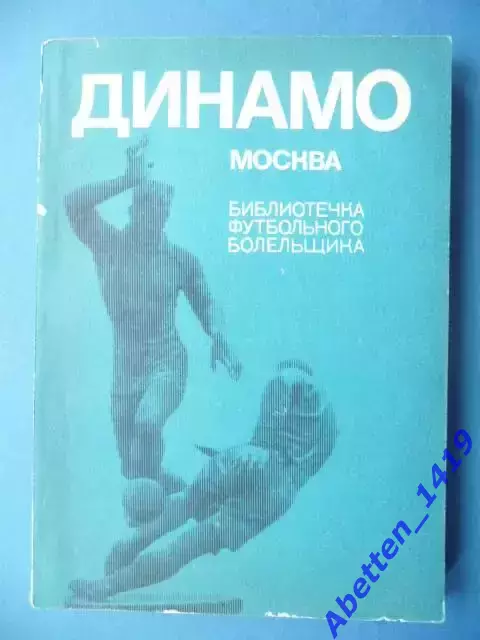 ДИНАМО
МОСКВА
БИБЛИОТЕЧКА
ФУТБОЛЬНОГО
БОЛЕЛЬЩИКА
Abetten_1419